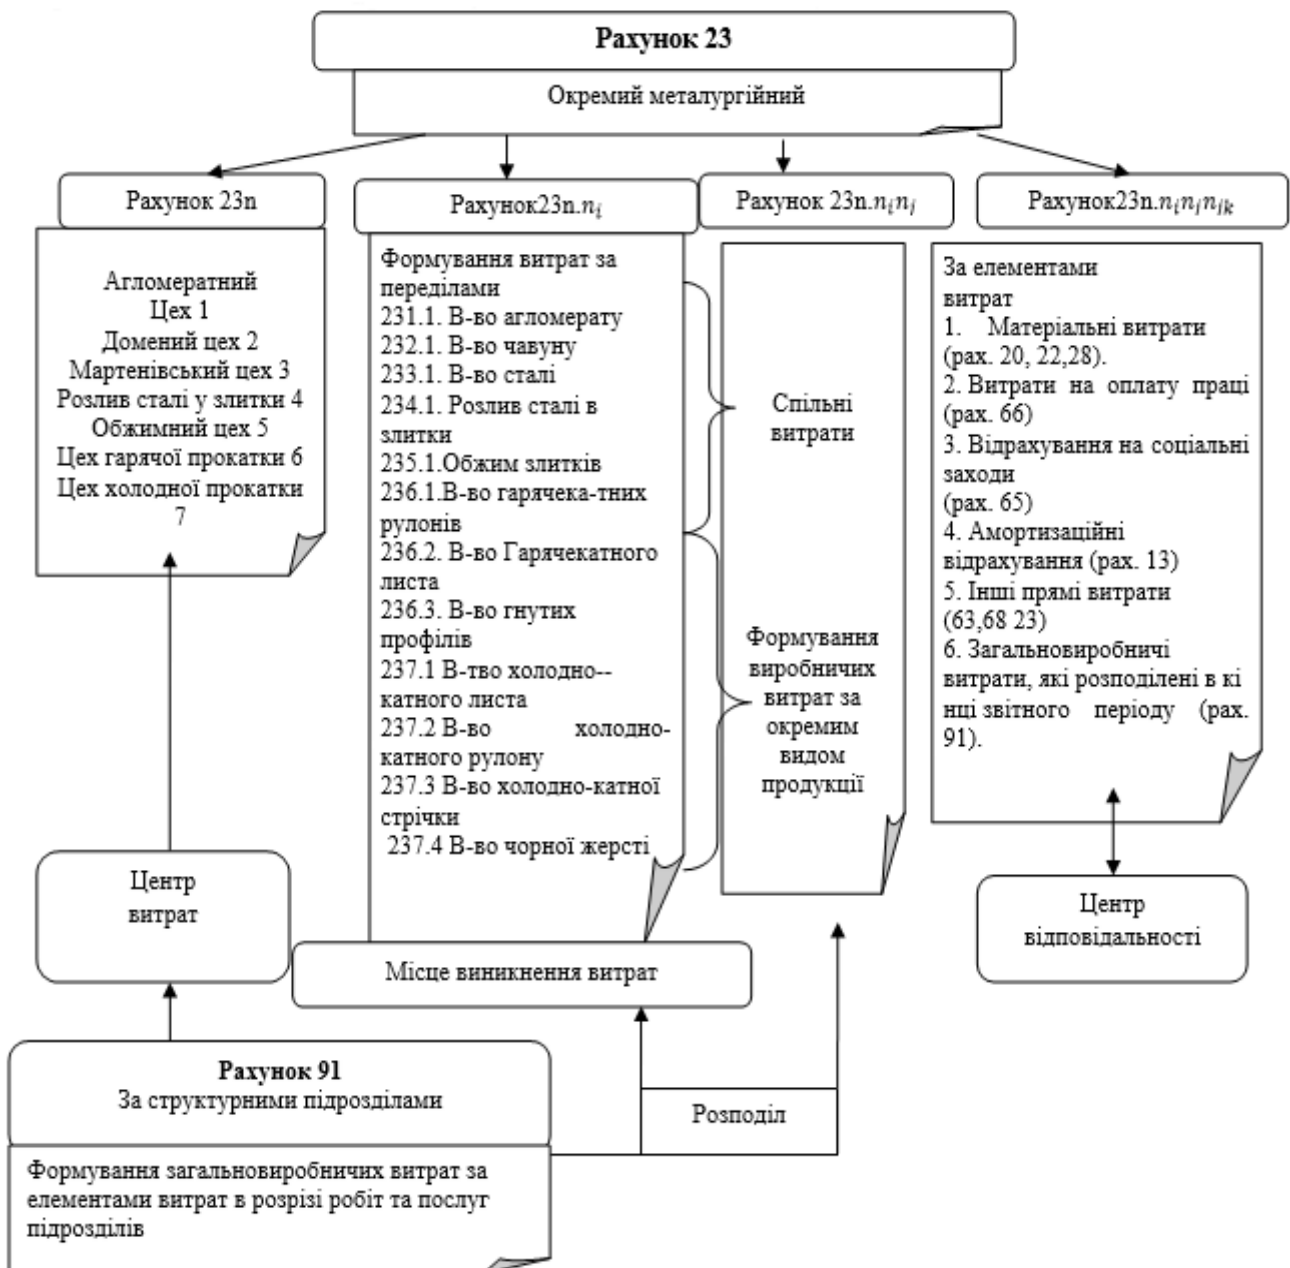 Рахунок 23
Окремий металургійний
Рахунок 23n
Агломератний
Цех 1
Домений цех 2
Мартенівський цех 3
Розлив сталі у злитки 4
Обжимний цех 5
Цех гарячої прокатки 6
Цех холодної прокатки
7
Рахунок23n.nᵢ
Формування витрат за
переділами
231.1. В-во агломерату
232.1. В-во чавуну
233.1. В-во сталі
234.1. Розлив сталі в
злитки
235.1.Обжим злитків
236.1.В-во гарячека-тних
рулонів
236.2. В-во Гарячекатного
листа
236.3. В-во гнутих
профілів
237.1 В-тво холодно--
катного листа
237.2 В-во холодно-
катного рулону
237.3 В-во холодно-катної
стрічки
237.4 В-во чорної жерсті
Рахунок 23n.nᵢnⱼ
Спільні
витрати
Формування
виробничих
витрат за
окремим
видом
продукції
Рахунок23n.nᵢnⱼnⱼₖ
За елементами
витрат
1. Матеріальні витрати
(рах. 20, 22,28).
2. Витрати на оплату праці
(рах. 66)
3. Відрахування на соціальні
заходи
(рах. 65)
4. Амортизаційні
відрахування (рах. 13)
5. Інші прямі витрати
(63,68 23)
6. Загальновиробничі
витрати, які розподілені в кі
нці звітного періоду (рах.
91).
Центр
витрат
Місце виникнення витрат
Центр
відповідальності
Рахунок 91
За структурними підрозділами
Розподіл
Формування загальновиробничих витрат за
елементами витрат в розрізі робіт та послуг
підрозділів